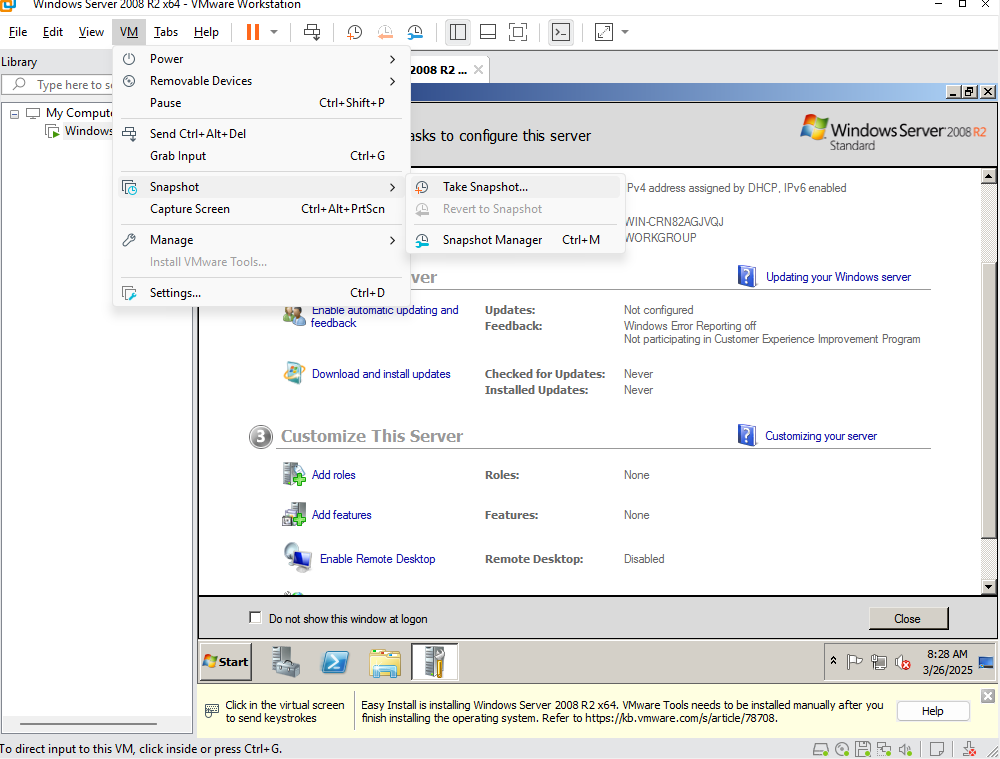 Windows Server 2008 R2 x64 - VMware Workstation
File Edit View VM Tabs Help
Library
Type here to s
My Compute
Windows
Power
Removable Devices
Pause Ctrl+Shift+P
Send Ctrl+Alt+Del
Grab Input Ctrl+G
Snapshot
Capture Screen Ctrl+Alt+PrtScn
Manage
Install VMware Tools...
Settings... Ctrl+D
Take Snapshot...
Revert to Snapshot
Snapshot Manager Ctrl+M
2008 R2 ...
asks to configure this server
Windows Server 2008 R2
Standard
IPv4 address assigned by DHCP, IPv6 enabled
WIN-CRN82AGJVQJ
WORKGROUP
ver
Updating your Windows server
Enable automatic updating and
feedback
Updates: Not configured
Feedback: Windows Error Reporting off
Not participating in Customer Experience Improvement Program
Download and install updates
Checked for Updates: Never
Installed Updates: Never
3 Customize This Server
Customizing your server
Add roles Roles: None
Add features Features: None
Enable Remote Desktop Remote Desktop: Disabled
Do not show this window at logon
Close
Start
8:28 AM
3/26/2025
Click in the virtual screen
to send keystrokes
Easy Install is installing Windows Server 2008 R2 x64. VMware Tools needs to be installed manually after you
finish installing the operating system. Refer to https://kb.vmware.com/s/article/78708.
Help
To direct input to this VM, click inside or press Ctrl+G.